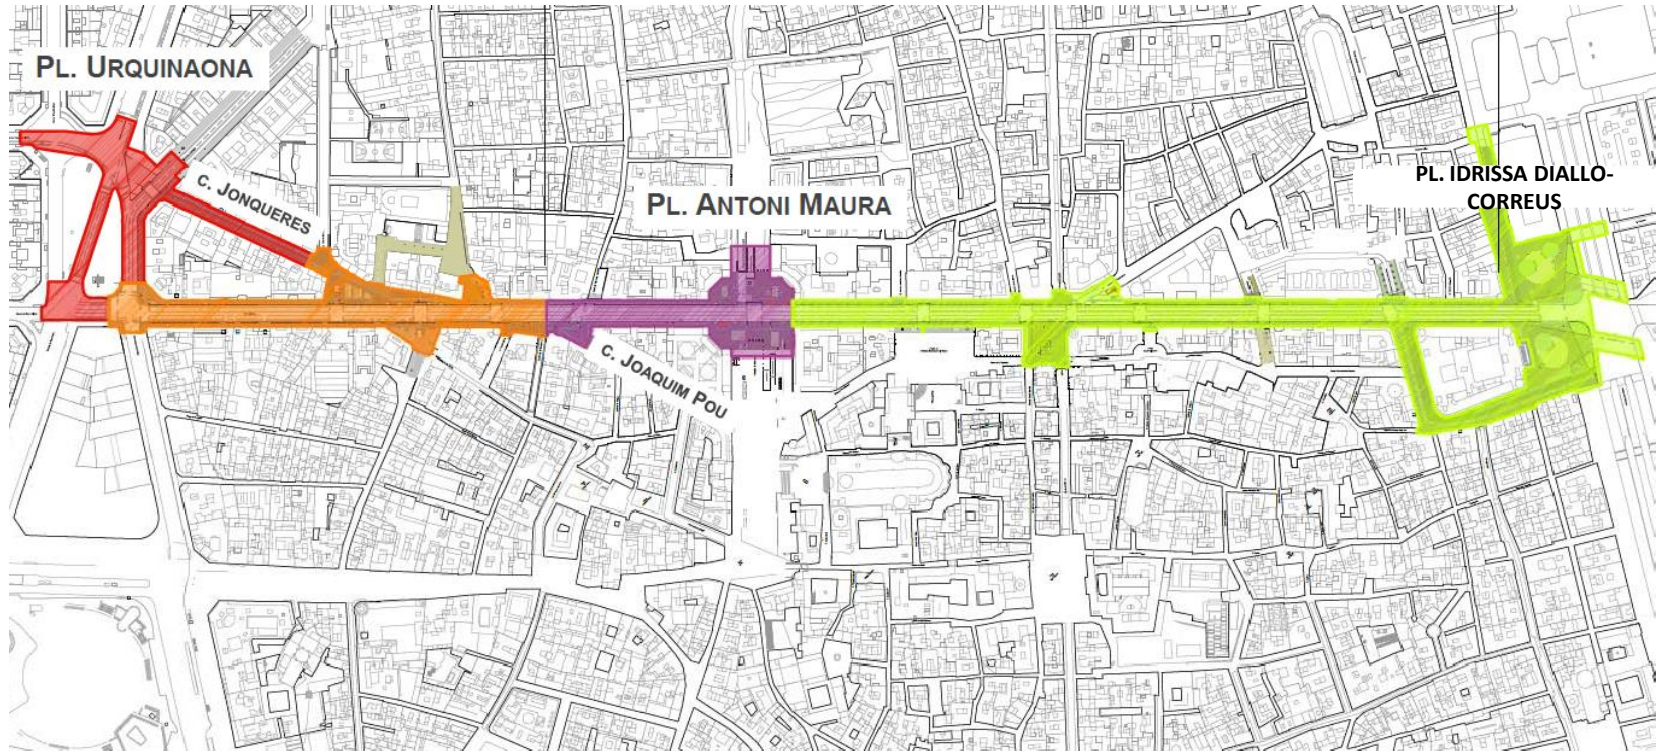 PL. URQUINAONA
C. JONQUERES
PL. ANTONI MAURA
PL. IDRISSA DIALLO-
CORREUS
C. JOAQUIM POU